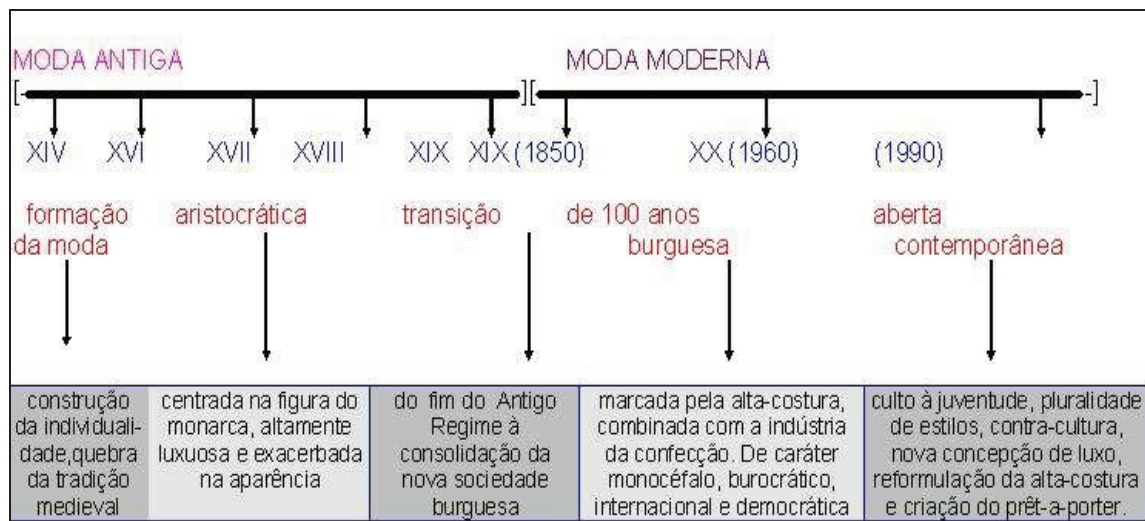 MODA ANTIGA MODA MODERNA
[- ][ -]
XIV XVI XVII XVIII XIX XIX (1850) XX (1960) (1990)
formação aristocrática transição de 100 anos aberta
da moda burguesa contemporânea
construção
da individuali-
dade,quebra
da tradição
medieval
centrada na figura do
monarca, altamente
luxuosa e exacerbada
na aparência
do fim do Antigo
Regime à
consolidação da
nova sociedade
burguesa
marcada pela alta-costura,
combinada com a indústria
da confecção. De caráter
monocéfalo, burocrático,
internacional e democrática
culto à juventude, pluralidade
de estilos, contra-cultura,
nova concepção de luxo,
reformulação da alta-costura
e criação do prêt-a-porter.